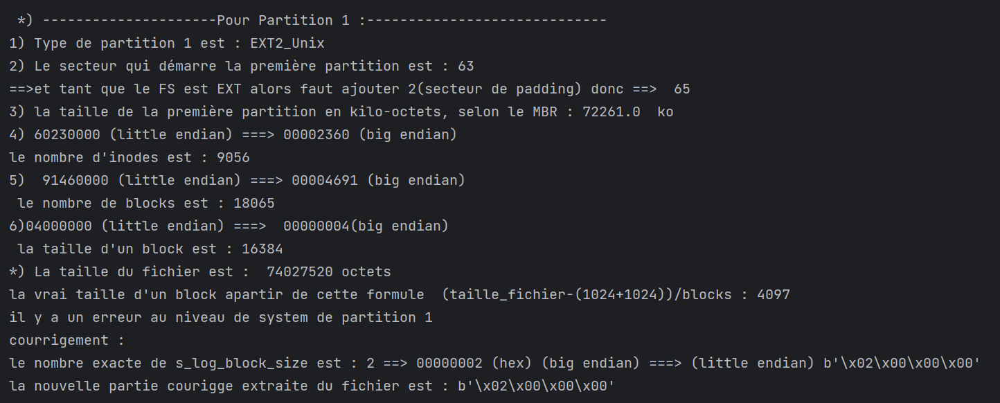 *) ---------------------Pour Partition 1 :-----------------------------
1) Type de partition 1 est : EXT2_Unix
2) Le secteur qui démarre la première partition est : 63
==>et tant que le FS est EXT alors faut ajouter 2(secteur de padding) donc ==>  65
3) la taille de la première partition en kilo-octets, selon le MBR : 72261.0  ko
4) 60230000 (little endian) ===> 00002360 (big endian)
le nombre d'inodes est : 9056
5)  91460000 (little endian) ===> 00004691 (big endian)
le nombre de blocks est : 18065
6)04000000 (little endian) ===>  00000004(big endian)
la taille d'un block est : 16384
*) La taille du fichier est :  74027520 octets
la vrai taille d'un block apartir de cette formule  (taille_fichier-(1024+1024))/blocks : 4097
il y a un erreur au niveau de system de partition 1
courrigement :
le nombre exacte de s_log_block_size est : 2 ==> 00000002 (hex) (big endian) ===> (little endian) b'\x02\x00\x00\x00'
la nouvelle partie courigge extraite du fichier est : b'\x02\x00\x00\x00'